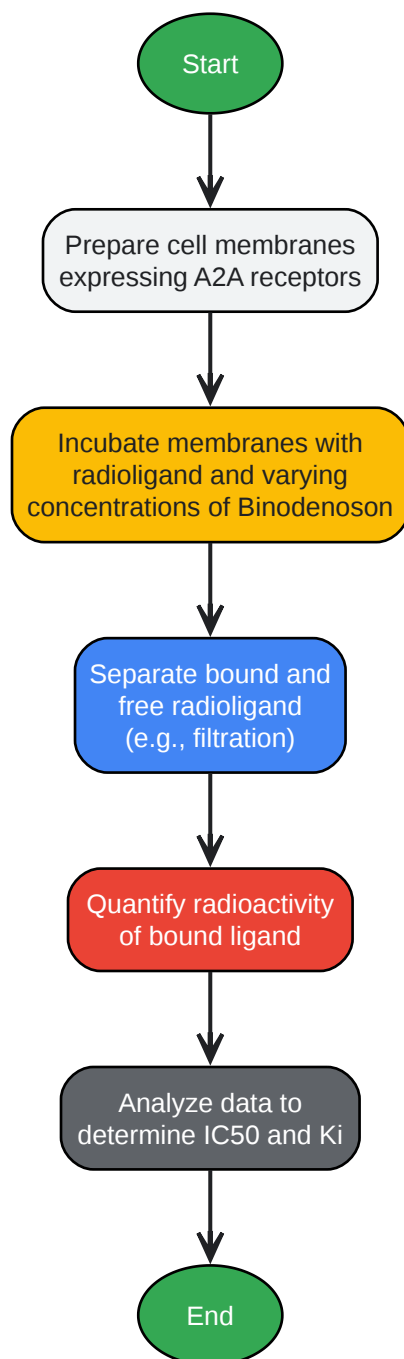 Start
Prepare cell membranes
expressing A2A receptors
Incubate membranes with
radioligand and varying
concentrations of Binodenoson
Separate bound and
free radioligand
(e.g., filtration)
Quantify radioactivity
of bound ligand
Analyze data to
determine IC50 and Ki
End